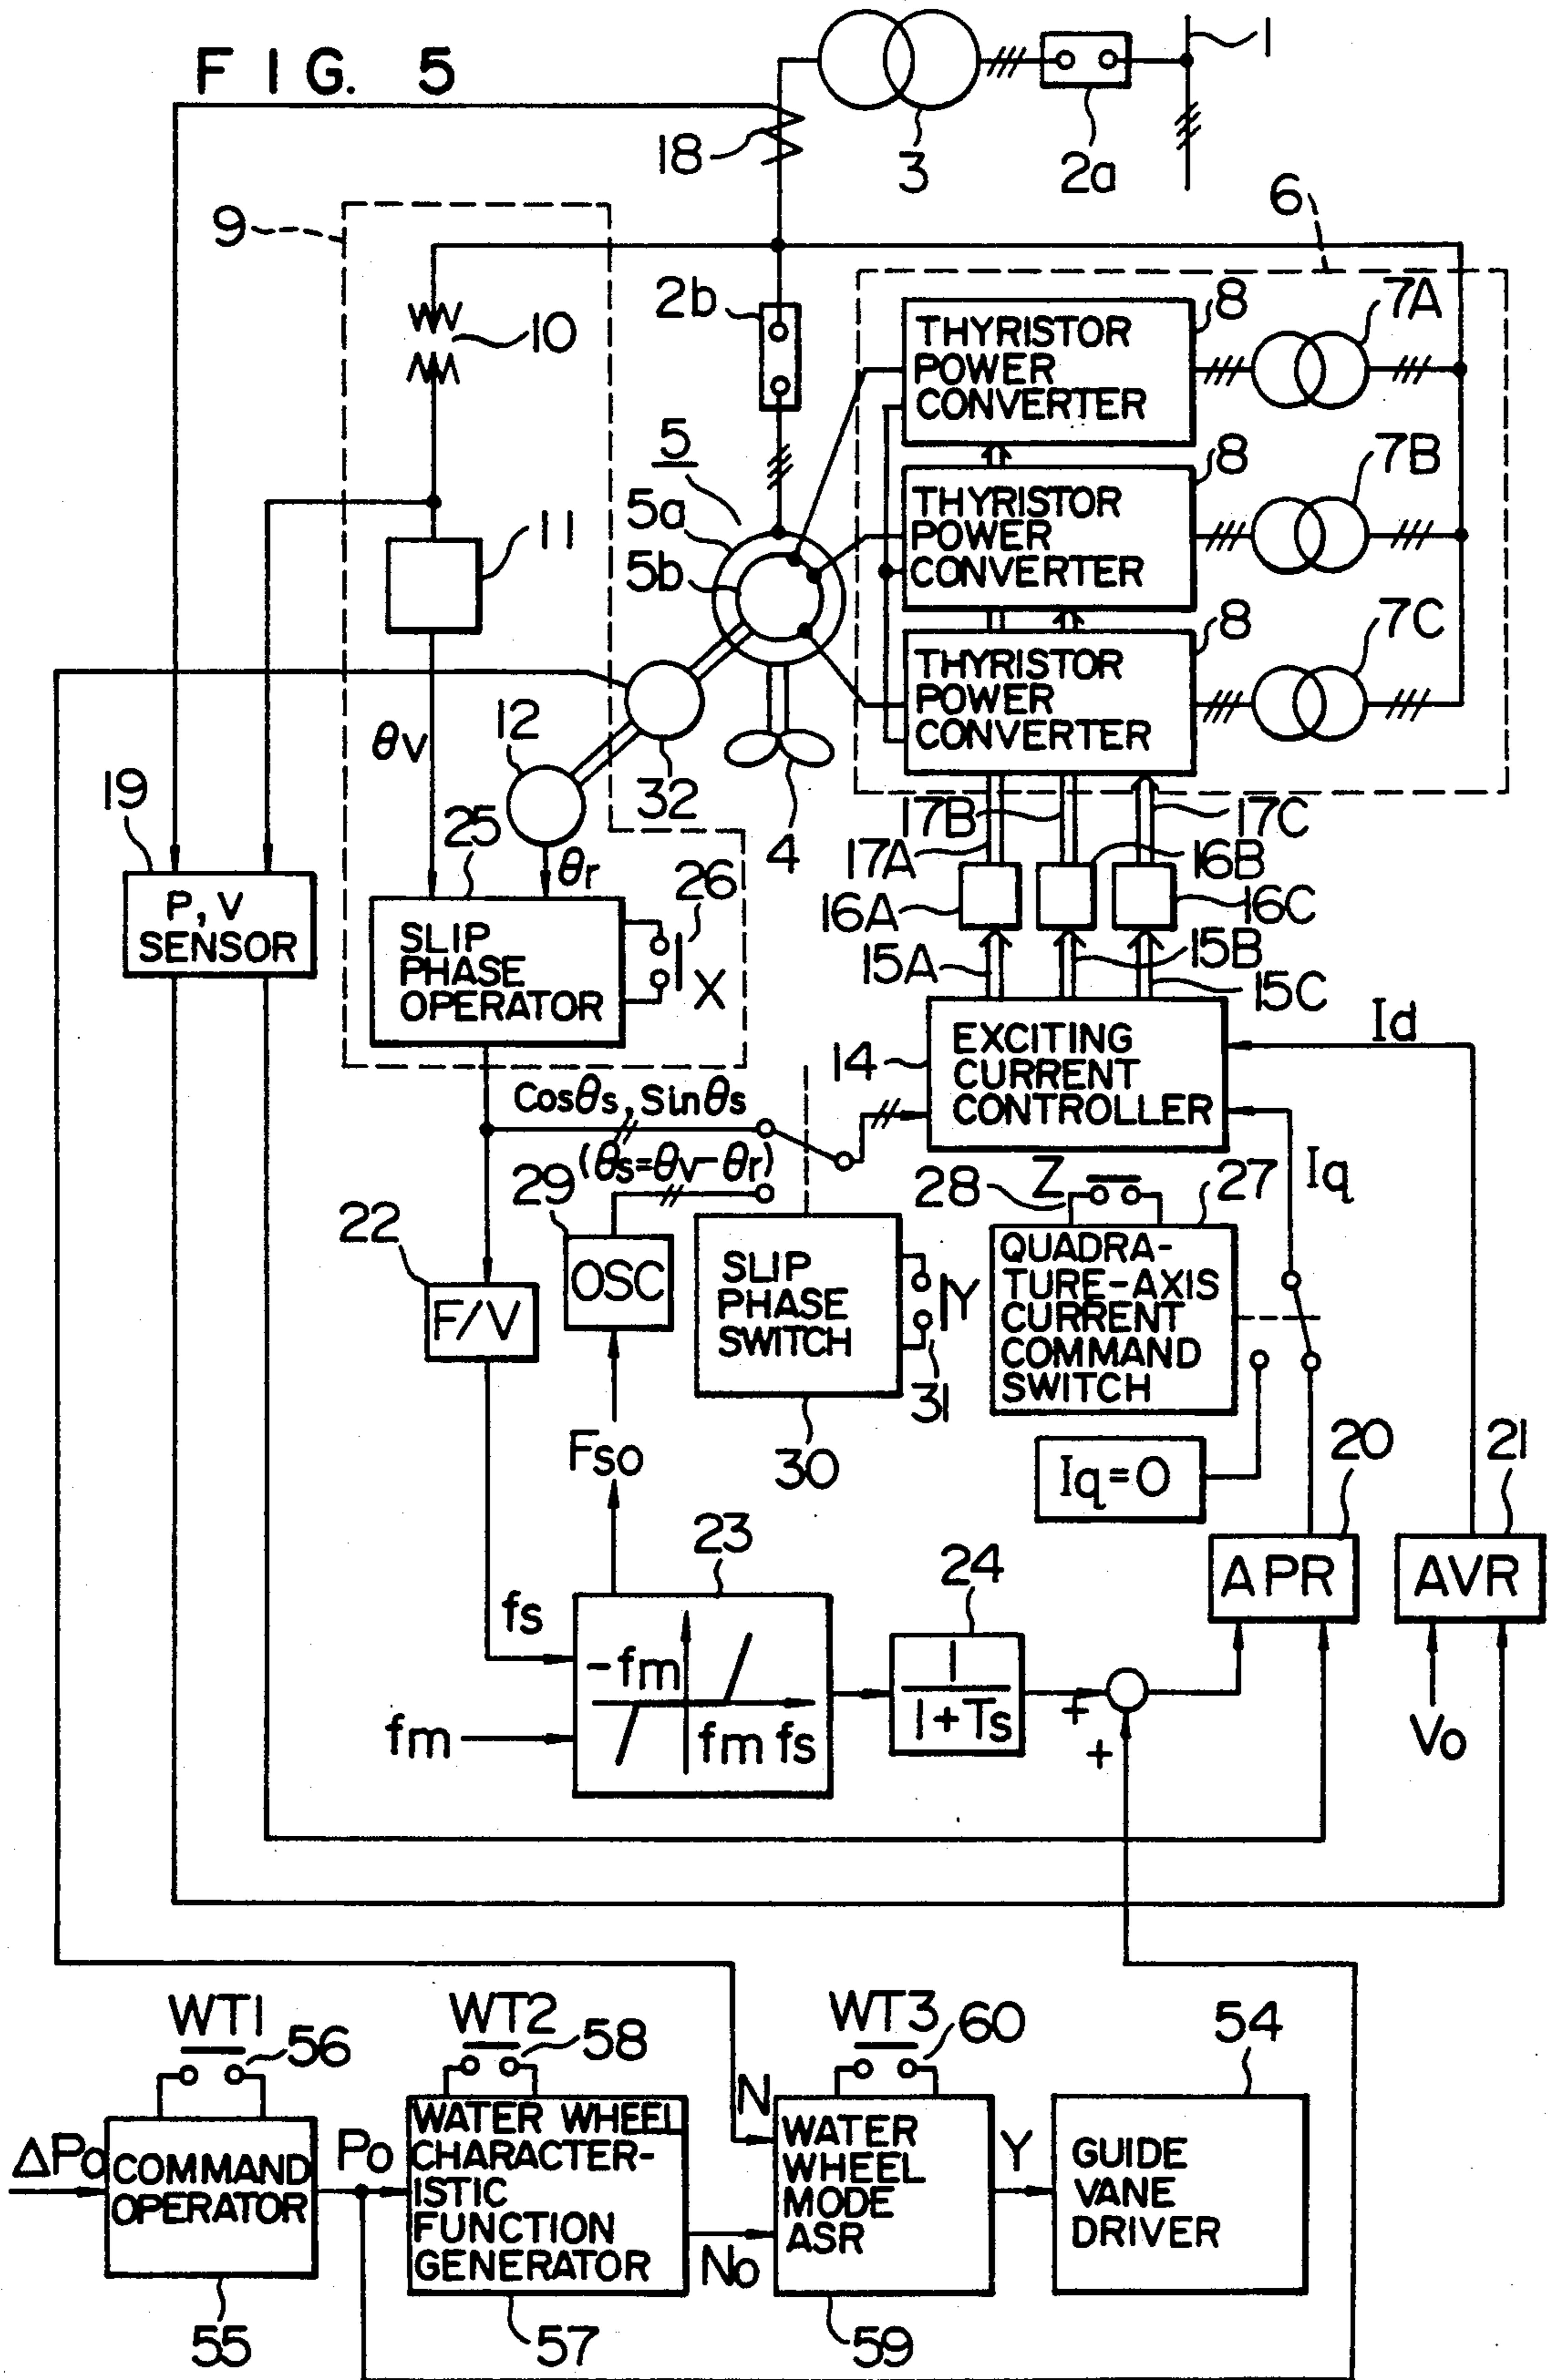 FIG. 5
1
18
3
2a
9
6
2b
10
THYRISTOR
POWER
CONVERTER
8
7A
5
5a
5b
11
THYRISTOR
POWER
CONVERTER
8
7B
THYRISTOR
POWER
CONVERTER
8
7C
θv
12
32
4
19
25
θr
26
17B
17C
17A
16B
16A
16C
P, V
SENSOR
SLIP
PHASE
OPERATOR
X
15A
15B
15C
14
EXCITING
CURRENT
CONTROLLER
Id
Cosθs, Sinθs
(θs=θv-θr)
29
28
Z
27
Iq
22
F/V
OSC
SLIP
PHASE
SWITCH
Y
31
30
QUADRA-
TURE-AXIS
CURRENT
COMMAND
SWITCH
Fso
Iq=0
20
21
23
24
APR
AVR
fs
-fm
fm fs
fm
1
1+Ts
+
+
Vo
WT1
56
WT2
58
WT3
60
54
N
ΔPo
COMMAND
OPERATOR
Po
WATER WHEEL
CHARACTER-
ISTIC
FUNCTION
GENERATOR
No
WATER
WHEEL
MODE
ASR
Y
GUIDE
VANE
DRIVER
55
57
59